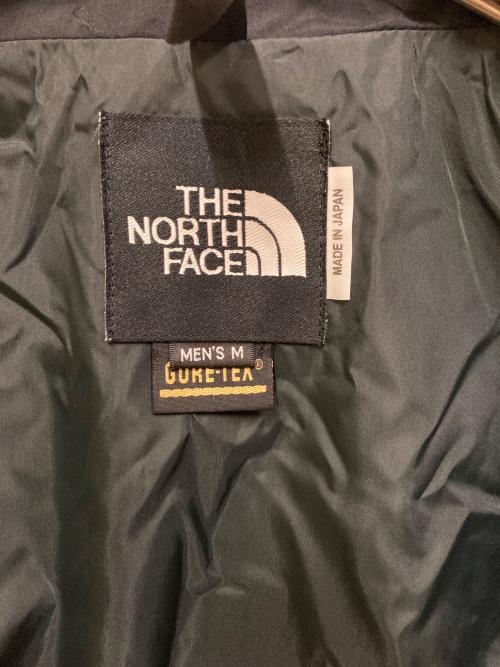 THE
NORTH
FACE
MADE IN JAPAN
MEN'S M
GORE-TEX®